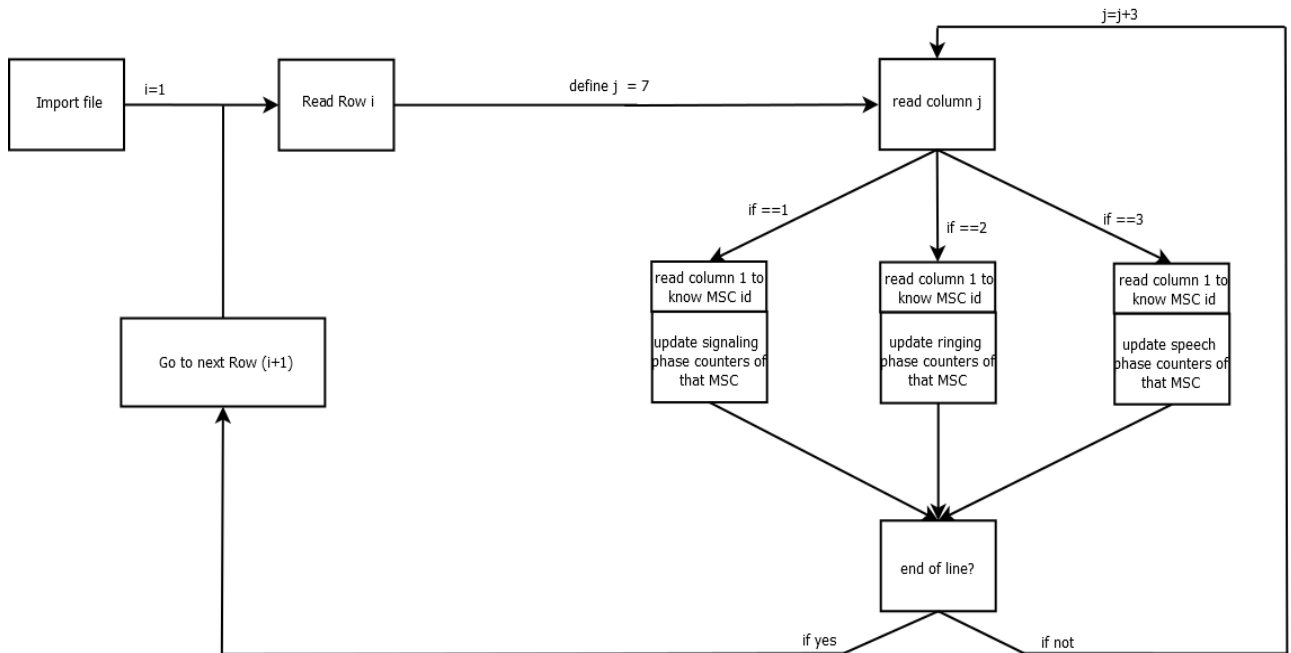 j=j+3
Import file
i=1
Read Row i
define j = 7
read column j
if ==1
if ==2
if ==3
read column 1 to
know MSC id
update signaling
phase counters of
that MSC
read column 1 to
know MSC id
update ringing
phase counters of
that MSC
read column 1 to
know MSC id
update speech
phase counters of
that MSC
Go to next Row (i+1)
end of line?
if yes
if not